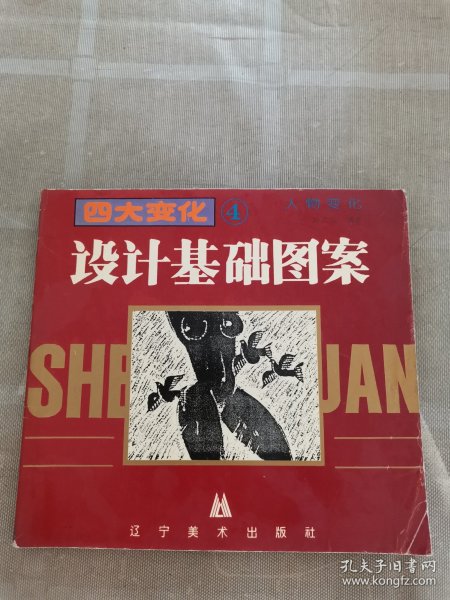 四大变化 4 人物变化
设计基础图案
SHE UAN
辽宁美术出版社
孔夫子旧书网
www.kongfz.com